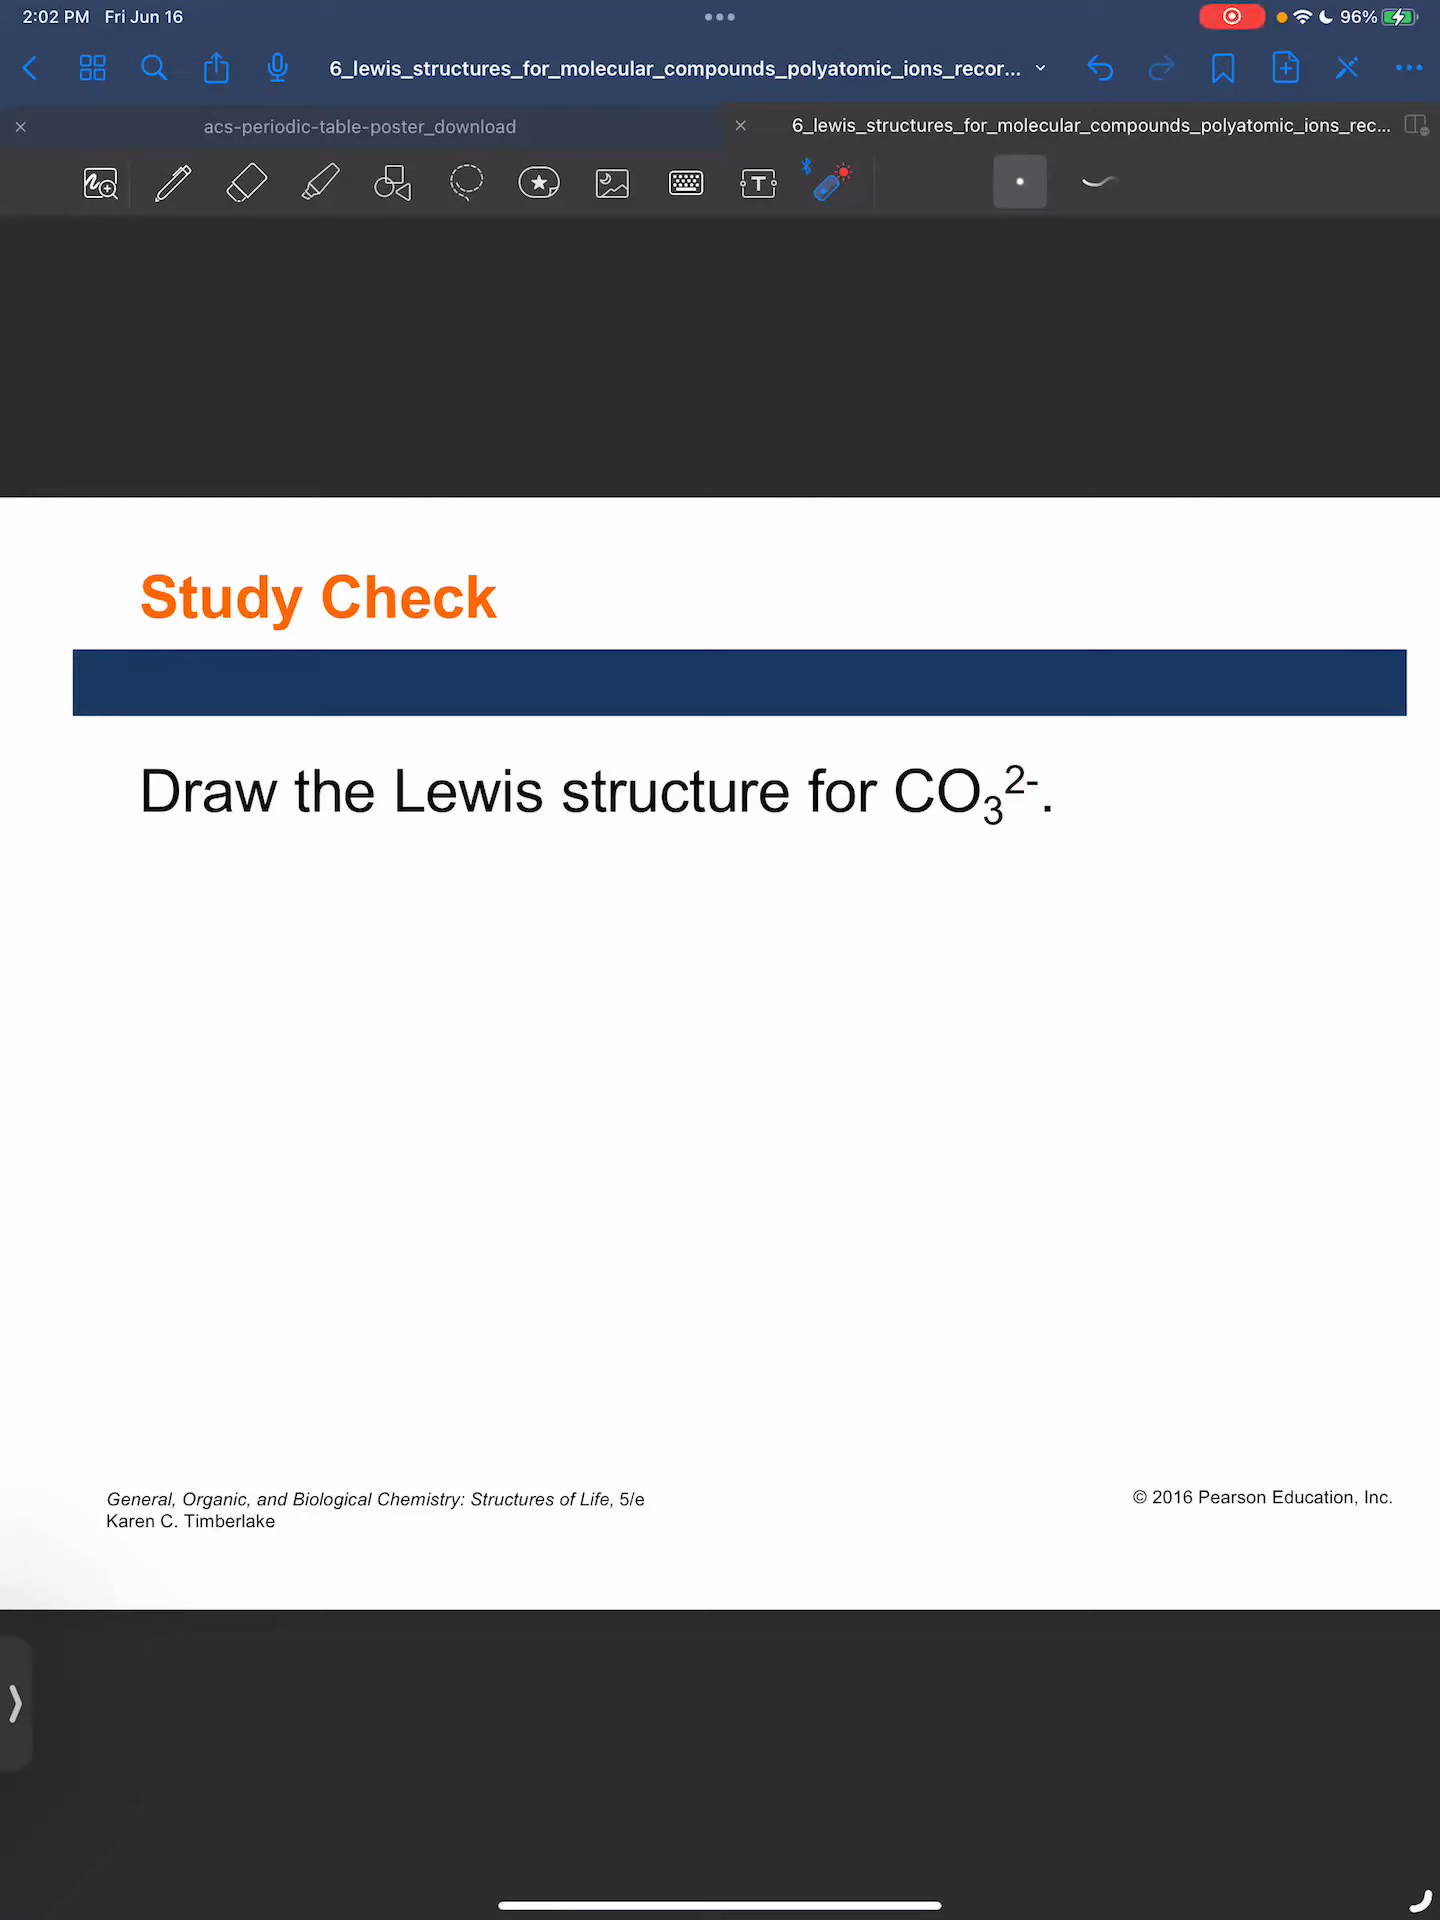 2:02 PM Fri Jun 16
96%
6_lewis_structures_for_molecular_compounds_polyatomic_ions_recor...
acs-periodic-table-poster_download
6_lewis_structures_for_molecular_compounds_polyatomic_ions_rec...
T
Study Check
Draw the Lewis structure for CO₃²⁻.
General, Organic, and Biological Chemistry: Structures of Life, 5/e
Karen C. Timberlake
© 2016 Pearson Education, Inc.